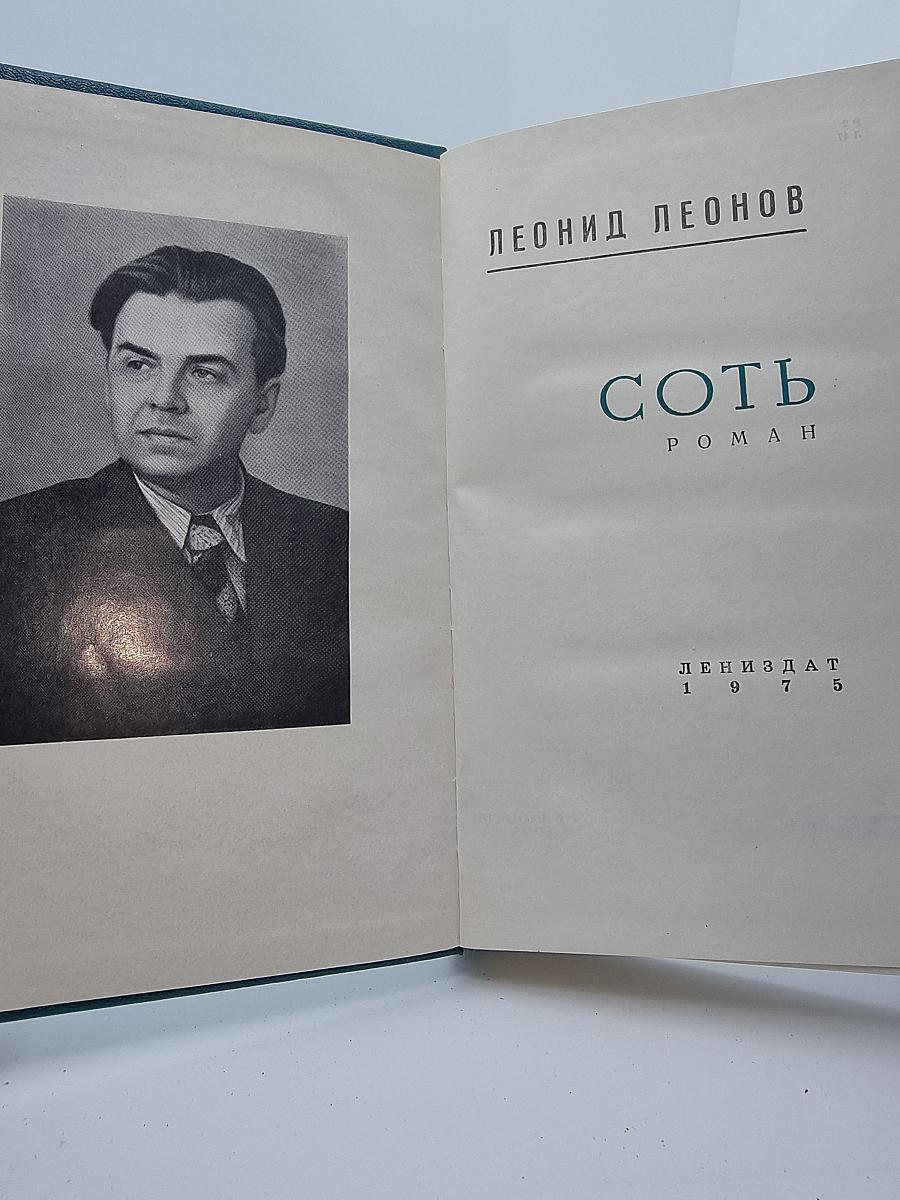 ЛЕОНИД ЛЕОНОВ
СОТЬ
РОМАН
ЛЕНИЗДАТ
1975